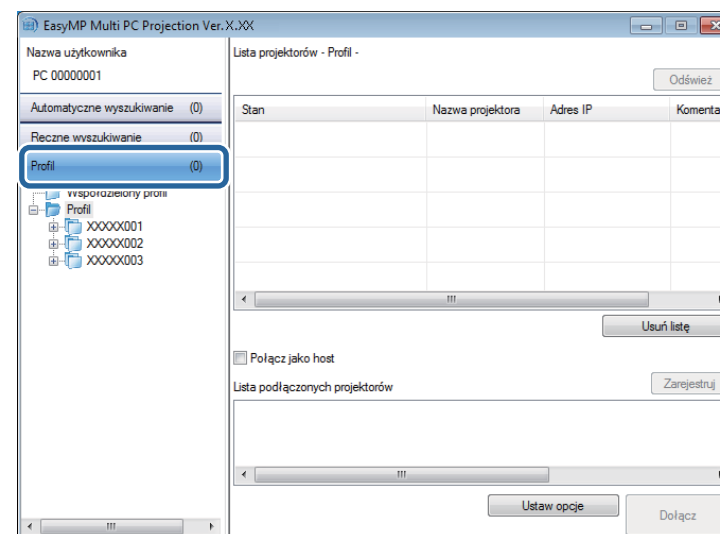 EasyMP Multi PC Projection Ver.X.XX
Nazwa użytkownika
PC 00000001
Automatyczne wyszukiwanie (0)
Ręczne wyszukiwanie (0)
Profil (0)
Współdzielony profil
Profil
XXXXX001
XXXXX002
XXXXX003
Lista projektorów - Profil -
Odśwież
Stan Nazwa projektora Adres IP Komenta
Usuń listę
Połącz jako host
Lista podłączonych projektorów
Zarejestruj
Ustaw opcje
Dołącz